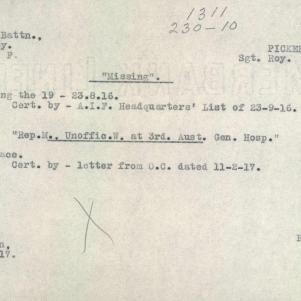 1311
230-10
Battn.,
y.
PICKER
F.
Sgt. Roy.
"Missing".
ng the 19 - 23.8.16.
Cert. by - A.I.F. Headquarters' List of 23-9-16.
"Rep.M., Unoffic.W. at 3rd. Aust. Gen. Hosp."
ace.
Cert. by - letter from O.C. dated 11-2-17.
n,
17.